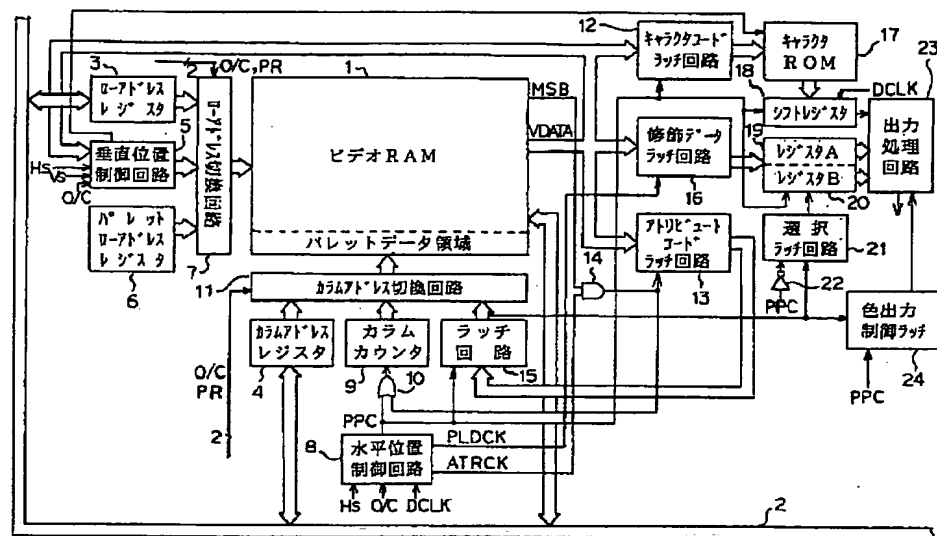 12
キャラクタコード
ラッチ回路
キャラクタ
ROM
17
23
3
ローアドレス
レジスタ
2
O/C,PR
1
MSB
18
DCLK
シフトレジスタ
ローアドレス切換回路
7
ビデオRAM
VDATA
修飾データ
ラッチ回路
16
19
レジスタA
レジスタB
20
出力
処理
回路
5
垂直位置
制御回路
Hs
Vs
O/C
パレット
ローアドレス
レジスタ
6
パレットデータ領域
14
アトリビュート
コード
ラッチ回路
13
選択
ラッチ回路
21
22
PPC
11
カラムアドレス切換回路
カラムアドレス
レジスタ
4
カラム
カウンタ
9
10
ラッチ
回路
15
色出力
制御ラッチ
24
PPC
O/C
PR
2
PPC
8
水平位置
制御回路
PLDCK
ATRCK
Hs
O/C
DCLK
2